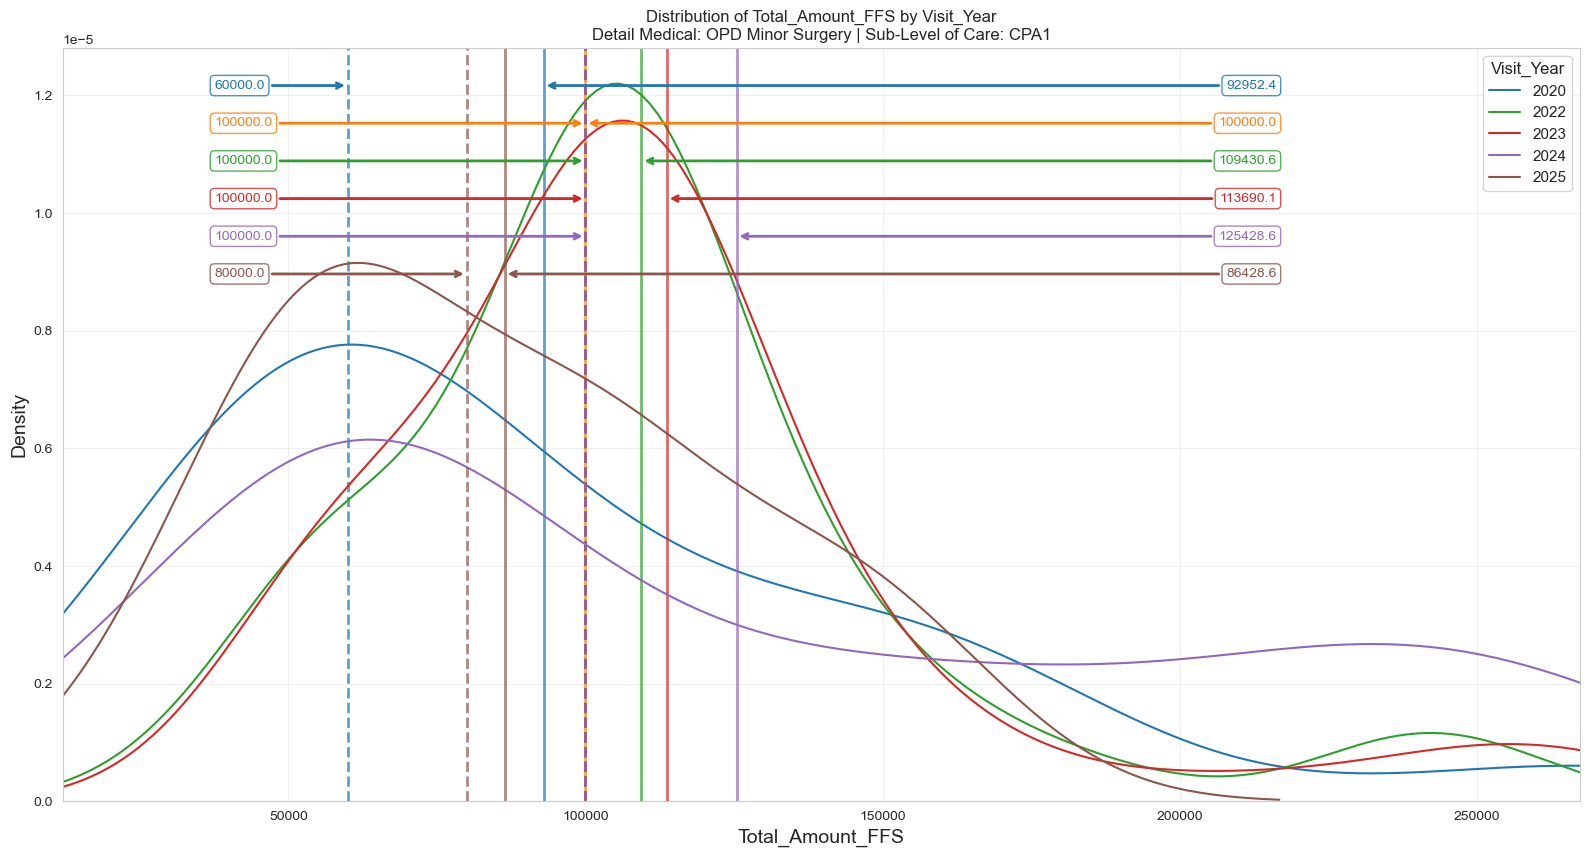 Distribution of Total_Amount_FFS by Visit_Year
Detail Medical: OPD Minor Surgery | Sub-Level of Care: CPA1
1e−5
Visit_Year
2020
2022
2023
2024
2025
60000.0 92952.4
100000.0 100000.0
100000.0 109430.6
100000.0 113690.1
100000.0 125428.6
80000.0 86428.6
1.2
1.0
0.8
0.6
0.4
0.2
0.0
Density
50000 100000 150000 200000 250000
Total_Amount_FFS